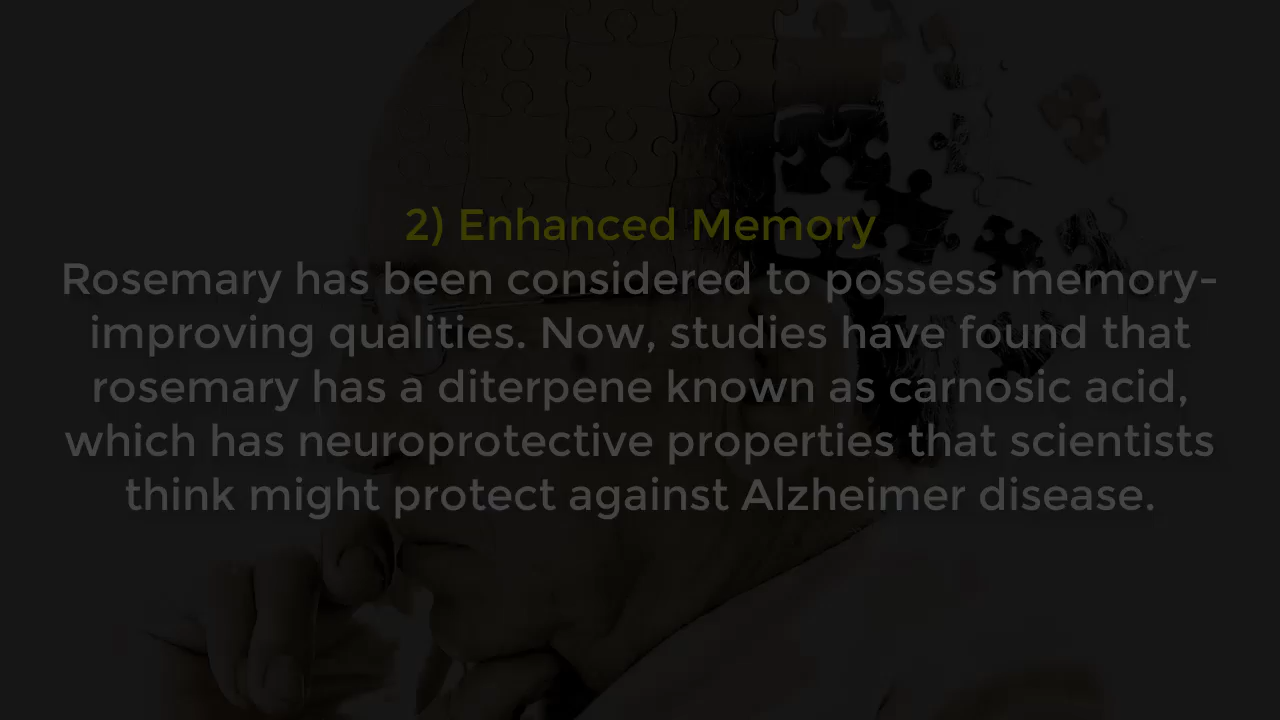 2) Enhanced Memory
Rosemary has been considered to possess memory-
improving qualities. Now, studies have found that
rosemary has a diterpene known as carnosic acid,
which has neuroprotective properties that scientists
think might protect against Alzheimer disease.